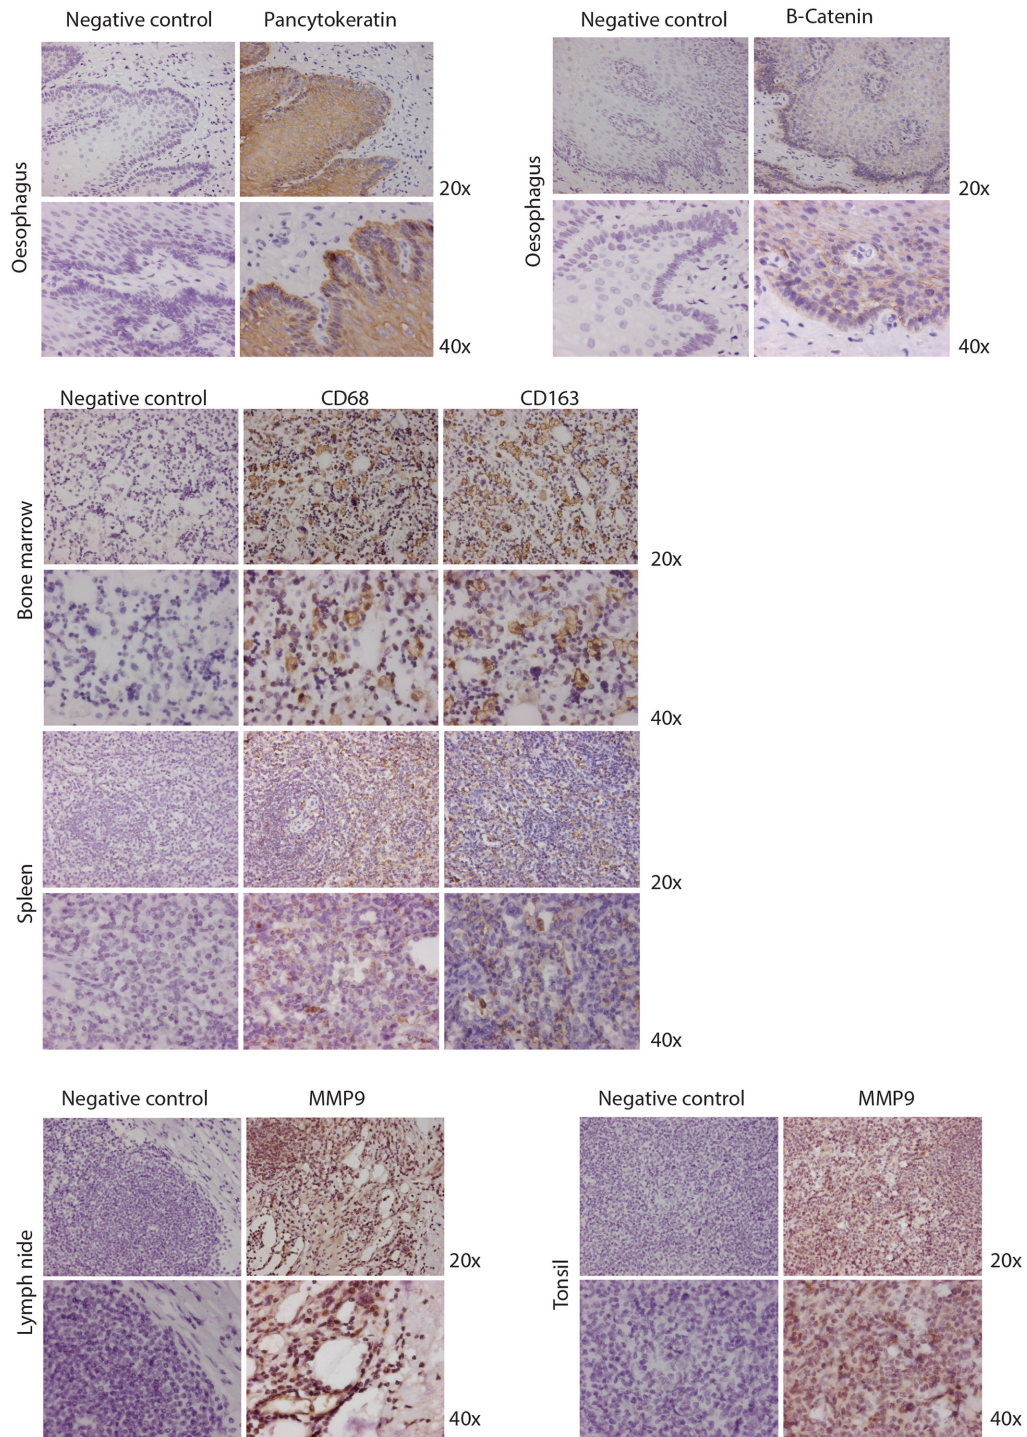 Negative control Pancytokeratin
Negative control B-Catenin
Oesophagus
20x
40x
Oesophagus
20x
40x
Negative control CD68 CD163
Bone marrow
20x
40x
Spleen
20x
40x
Negative control MMP9
Negative control MMP9
Lymph nide
20x
40x
Tonsil
20x
40x